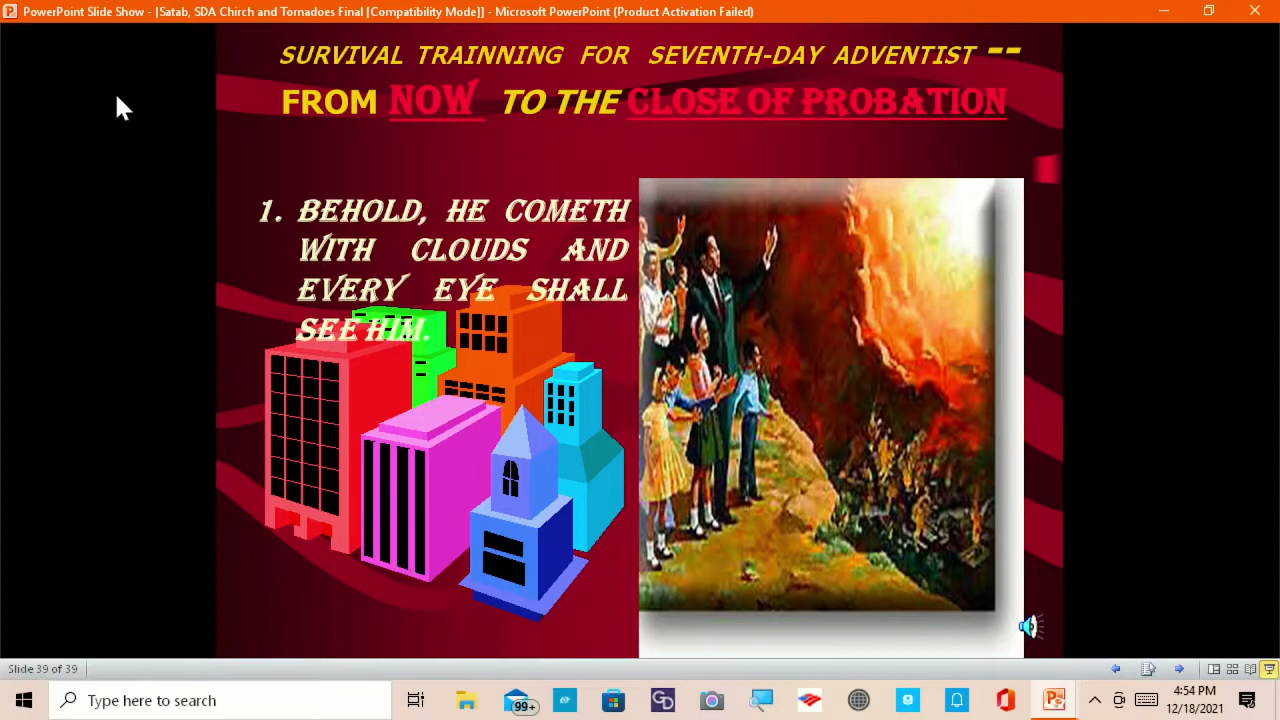 PowerPoint Slide Show - [Satab, SDA Chirch and Tornadoes Final [Compatibility Mode]] - Microsoft PowerPoint (Product Activation Failed)
SURVIVAL TRAINNING FOR SEVENTH-DAY ADVENTIST --
FROM NOW TO THE CLOSE OF PROBATION
1. BEHOLD, HE COMETH
WITH CLOUDS AND
EVERY EYE SHALL
SEE HIM.
Slide 39 of 39
Type here to search
99+
GD
4:54 PM
12/18/2021